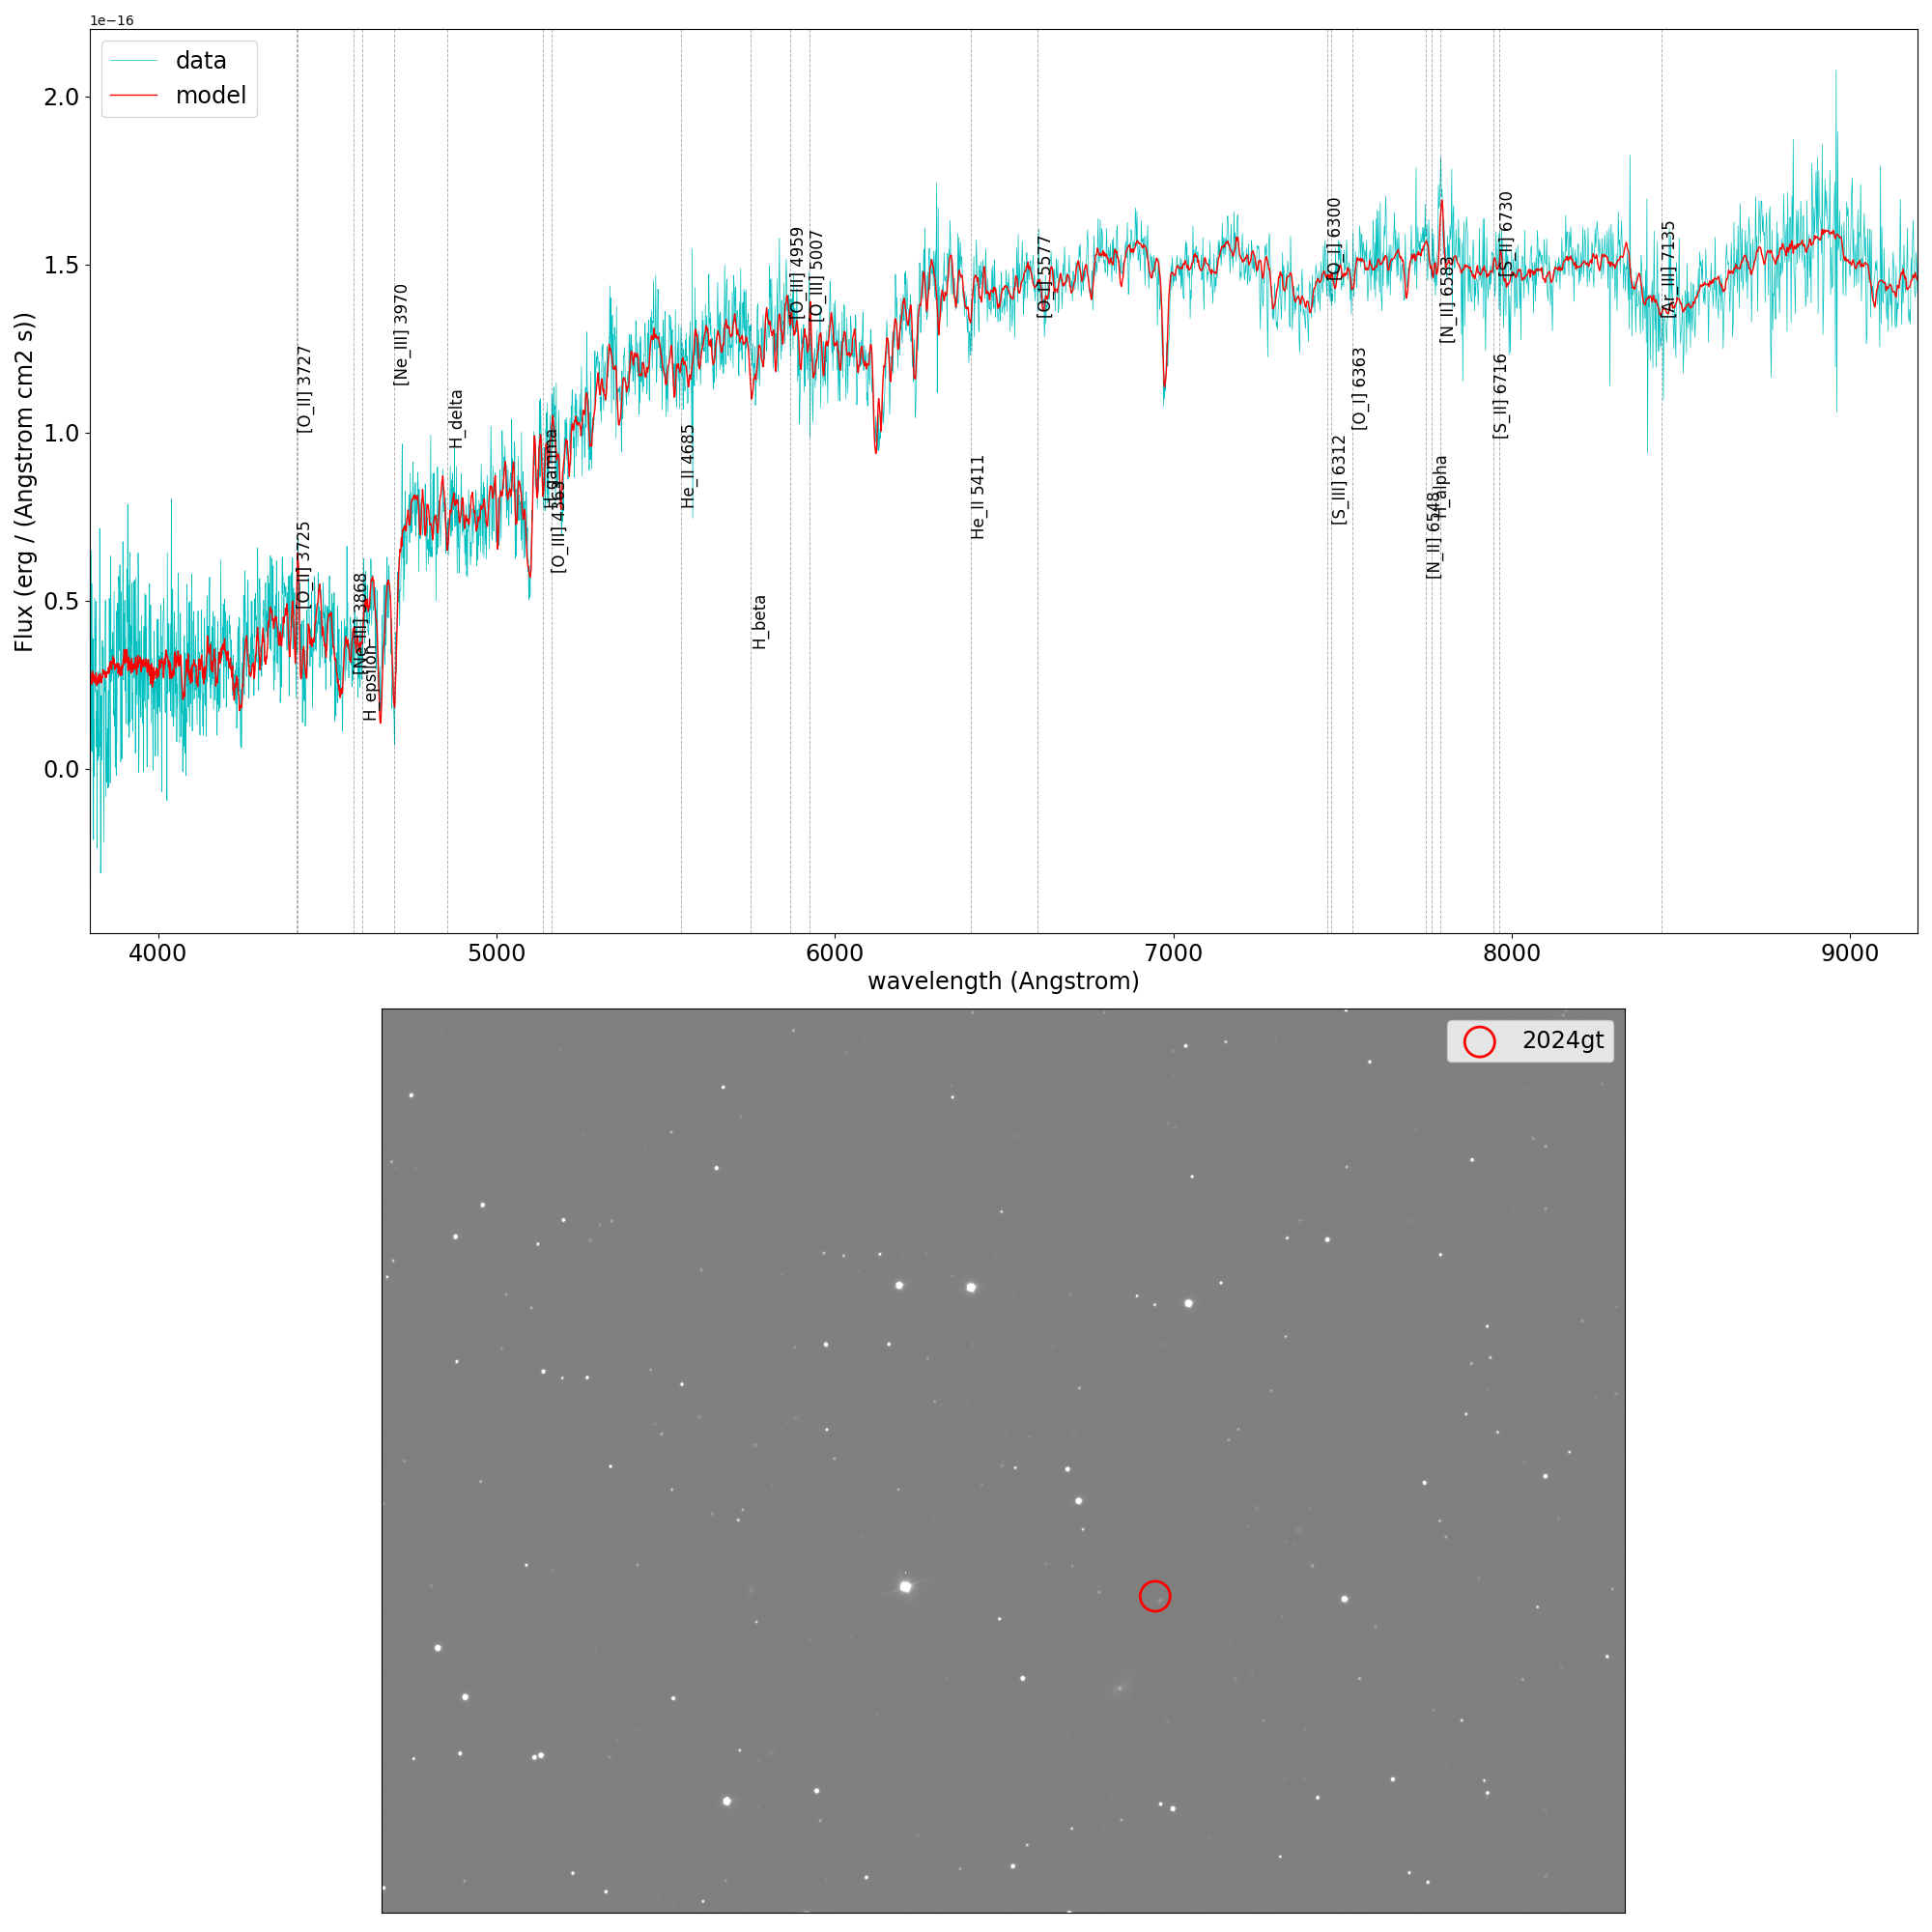 1e−16
data
model
2.0
1.5
1.0
0.5
0.0
Flux (erg / (Angstrom cm2 s))
[O_II] 3725
[O_II] 3727
[Ne_III] 3868
H_epsilon
[Ne_III] 3970
H_delta
H_gamma
[O_III] 4363
He_II 4685
H_beta
[O_III] 4959
[O_III] 5007
He_II 5411
[O_I] 5577
[O_I] 6300
[S_III] 6312
[O_I] 6363
[N_II] 6548
H_alpha
[N_II] 6583
[S_II] 6716
[S_II] 6730
[Ar_III] 7135
4000 5000 6000 7000 8000 9000
wavelength (Angstrom)
2024gt